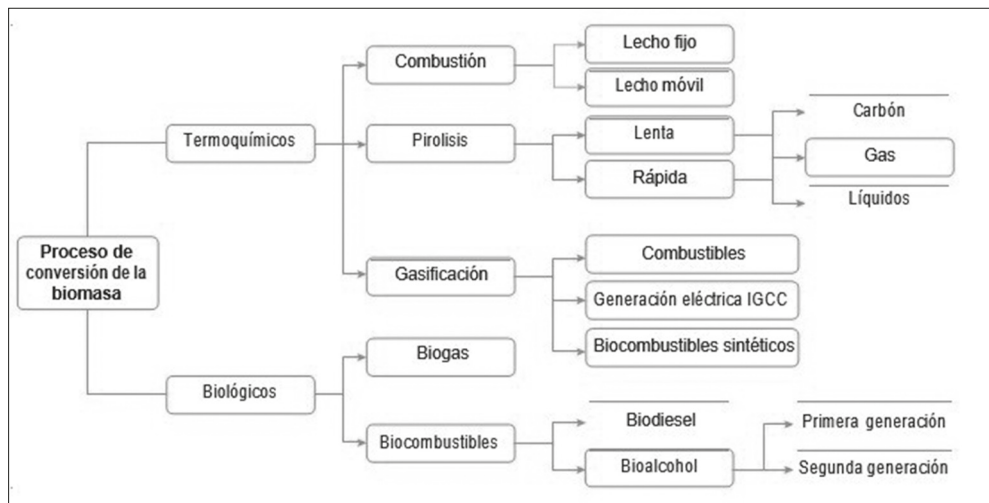 Proceso de
conversión de la
biomasa
Termoquímicos
Combustión
Lecho fijo
Lecho móvil
Pirolisis
Lenta
Rápida
Carbón
Gas
Líquidos
Gasificación
Combustibles
Generación eléctrica IGCC
Biocombustibles sintéticos
Biológicos
Biogas
Biocombustibles
Biodiesel
Bioalcohol
Primera generación
Segunda generación